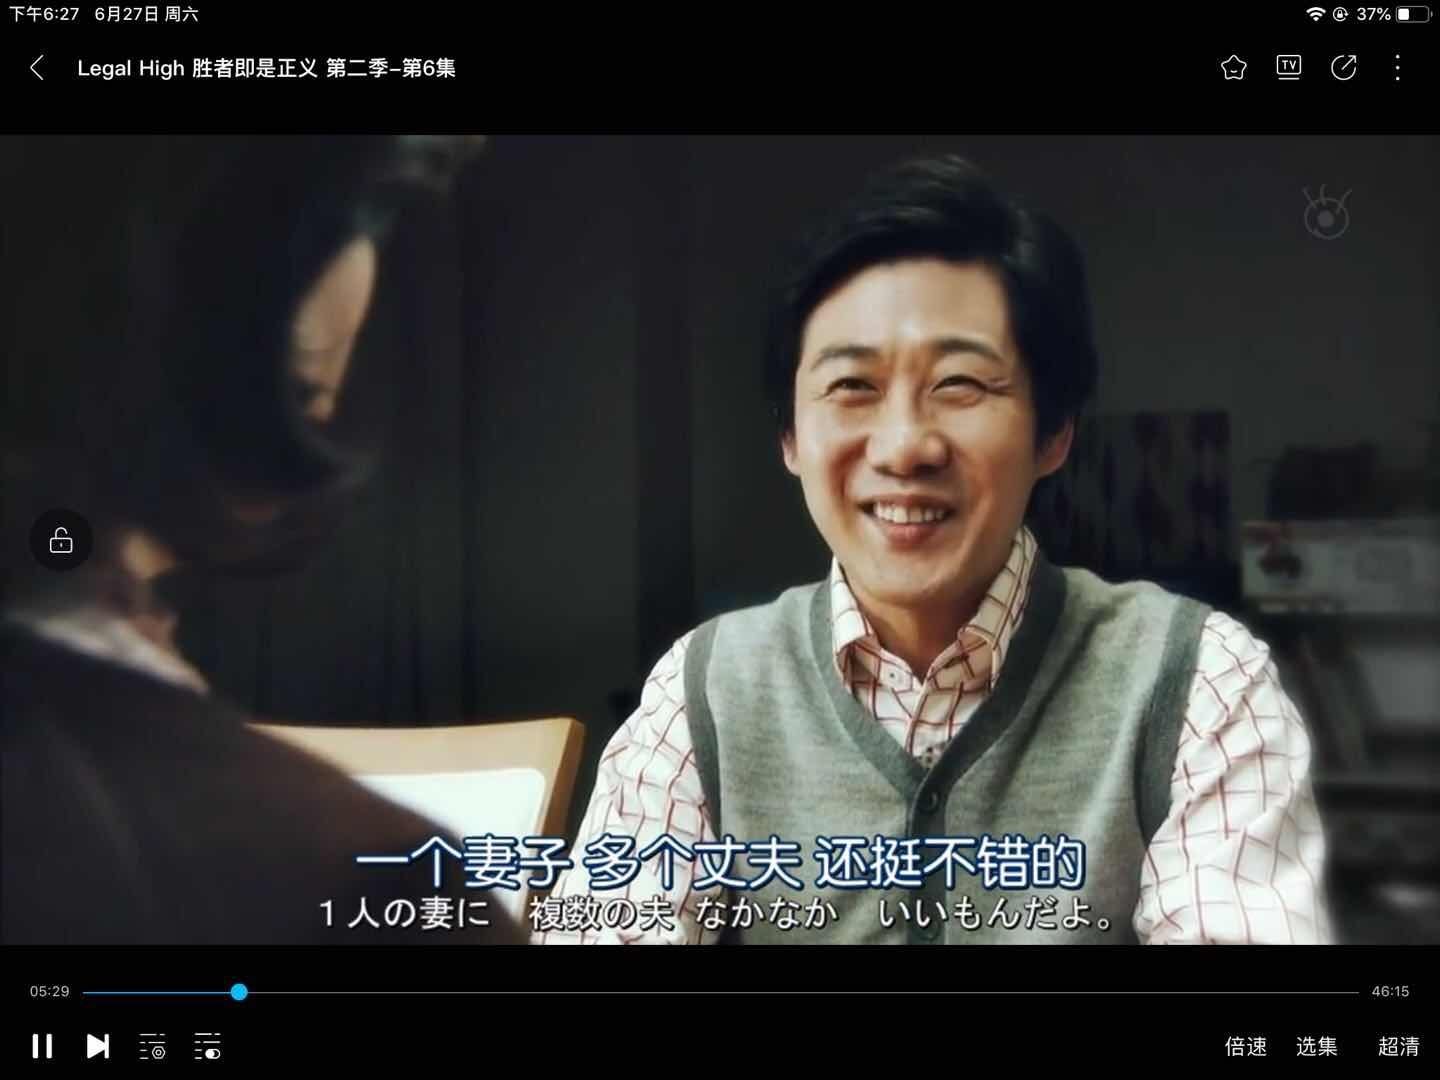 下午6:27 6月27日 周六 37%
Legal High 胜者即是正义 第二季-第6集 TV
一个妻子 多个丈夫 还挺不错的
１人の妻に　複数の夫 なかなか　いいもんだよ。
05:29 46:15
倍速 选集 超清